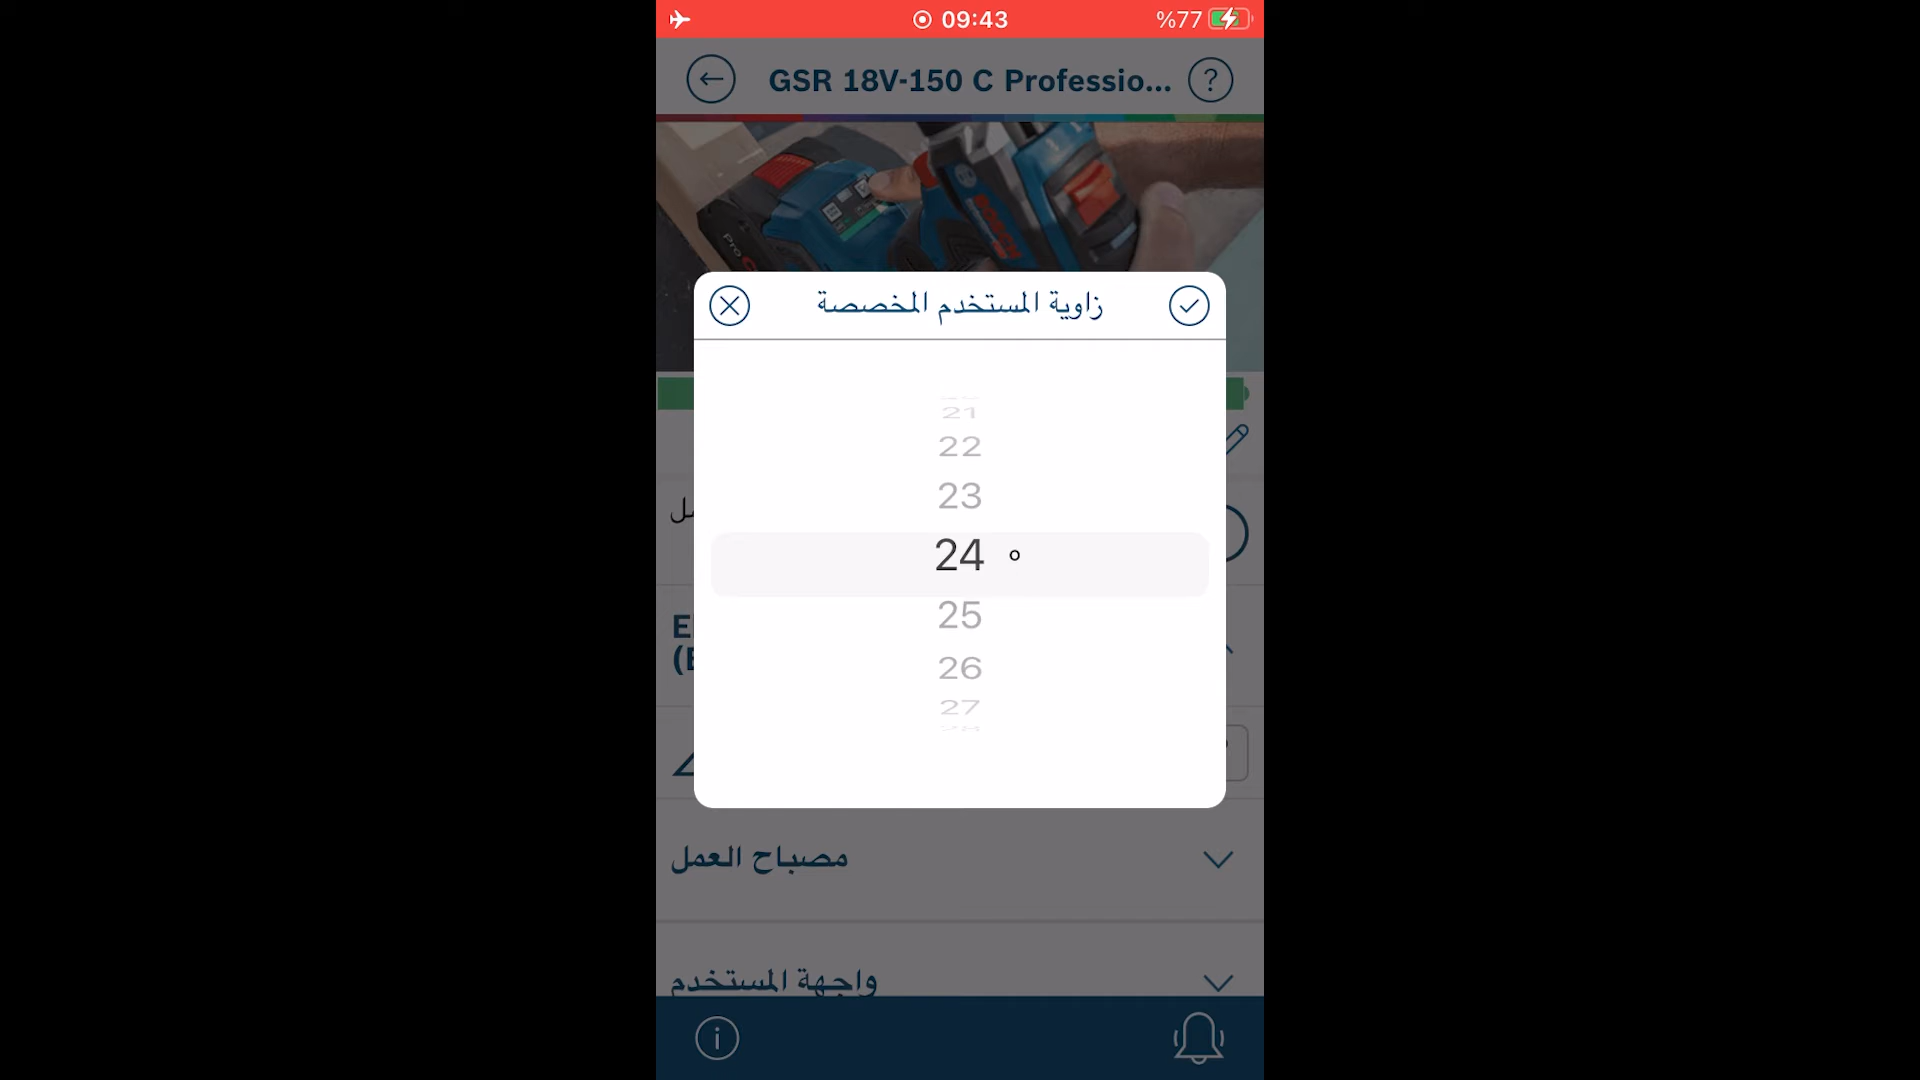 09:43
%77
GSR 18V-150 C Professio...
?
BOSCH
زاوية المستخدم المخصصة
21
22
23
24 °
25
26
27
مصباح العمل
واجهة المستخدم